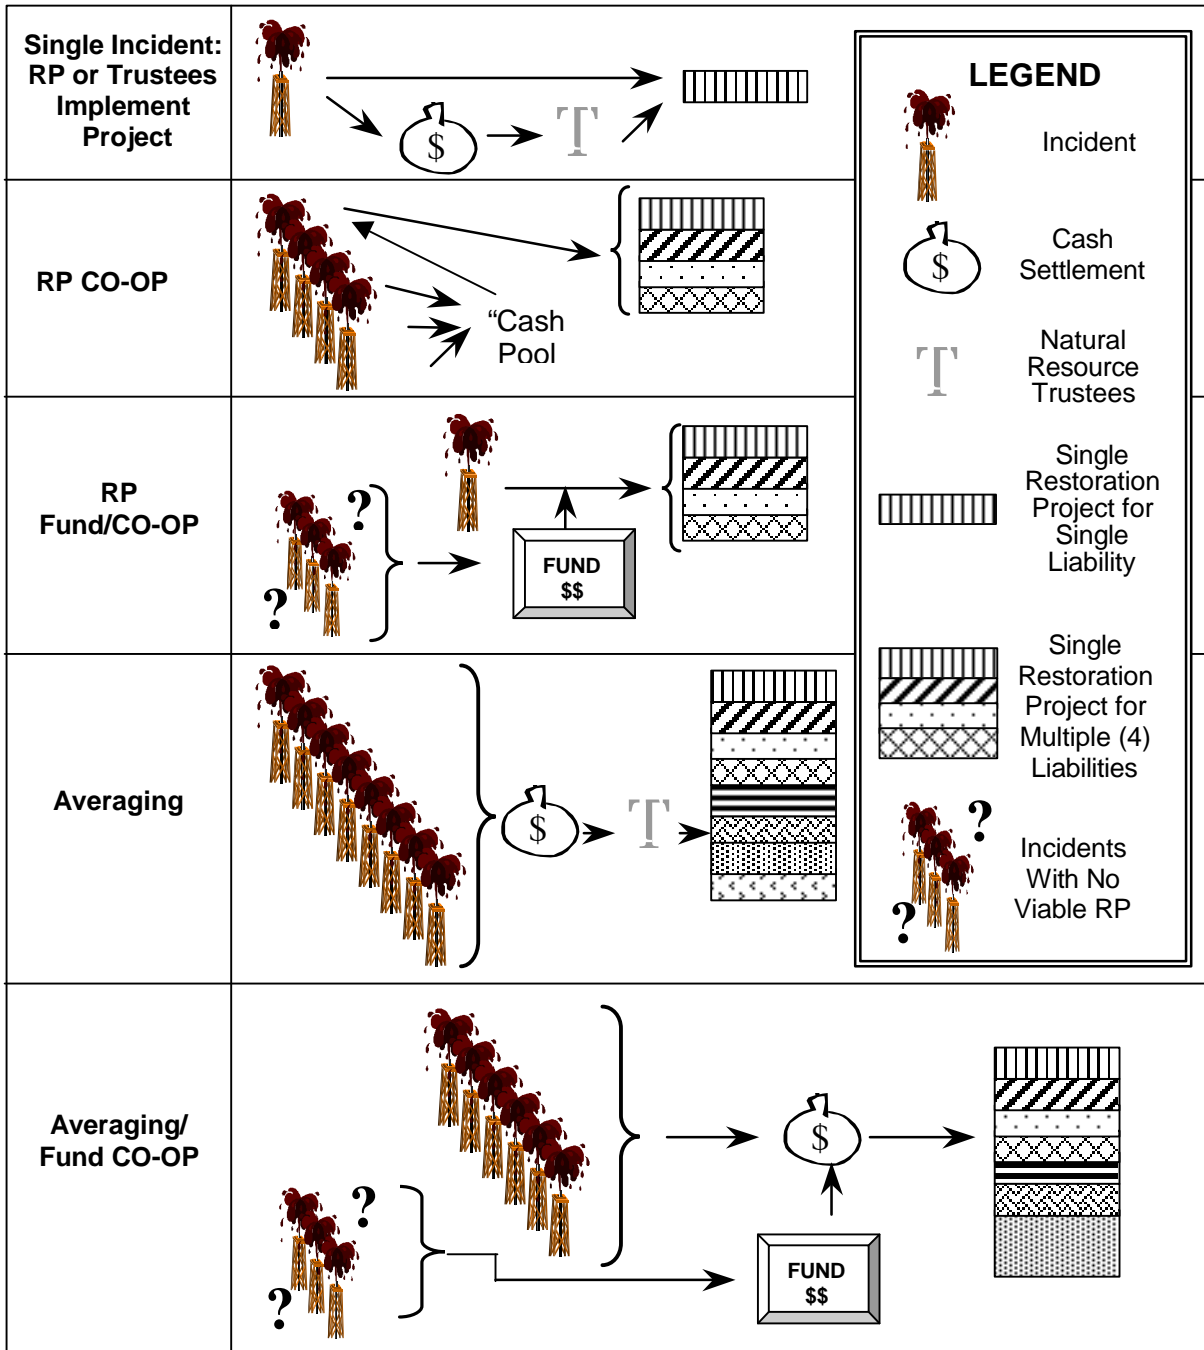 Single Incident:
RP or Trustees
Implement
Project
$
T
RP CO-OP
“Cash
Pool
RP
Fund/CO-OP
?
?
FUND
$$
Averaging
$
T
Averaging/
Fund CO-OP
?
?
$
FUND
$$
LEGEND
Incident
$
Cash
Settlement
T
Natural
Resource
Trustees
Single
Restoration
Project for
Single
Liability
Single
Restoration
Project for
Multiple (4)
Liabilities
?
?
Incidents
With No
Viable RP